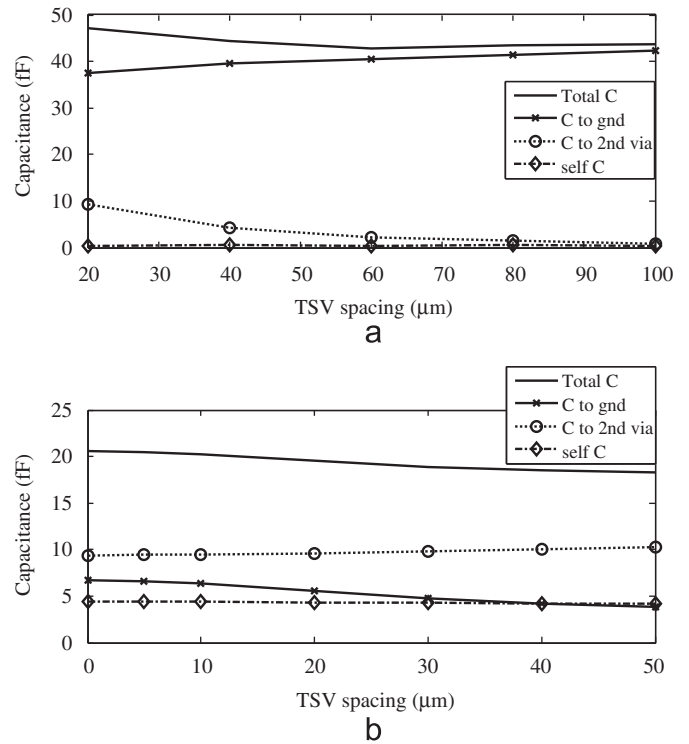 50
40
30
20
10
0
Capacitance (fF)
Total C
C to gnd
C to 2nd via
self C
20 30 40 50 60 70 80 90 100
TSV spacing (μm)
a
25
20
15
10
5
0
Capacitance (fF)
Total C
C to gnd
C to 2nd via
self C
0 10 20 30 40 50
TSV spacing (μm)
b